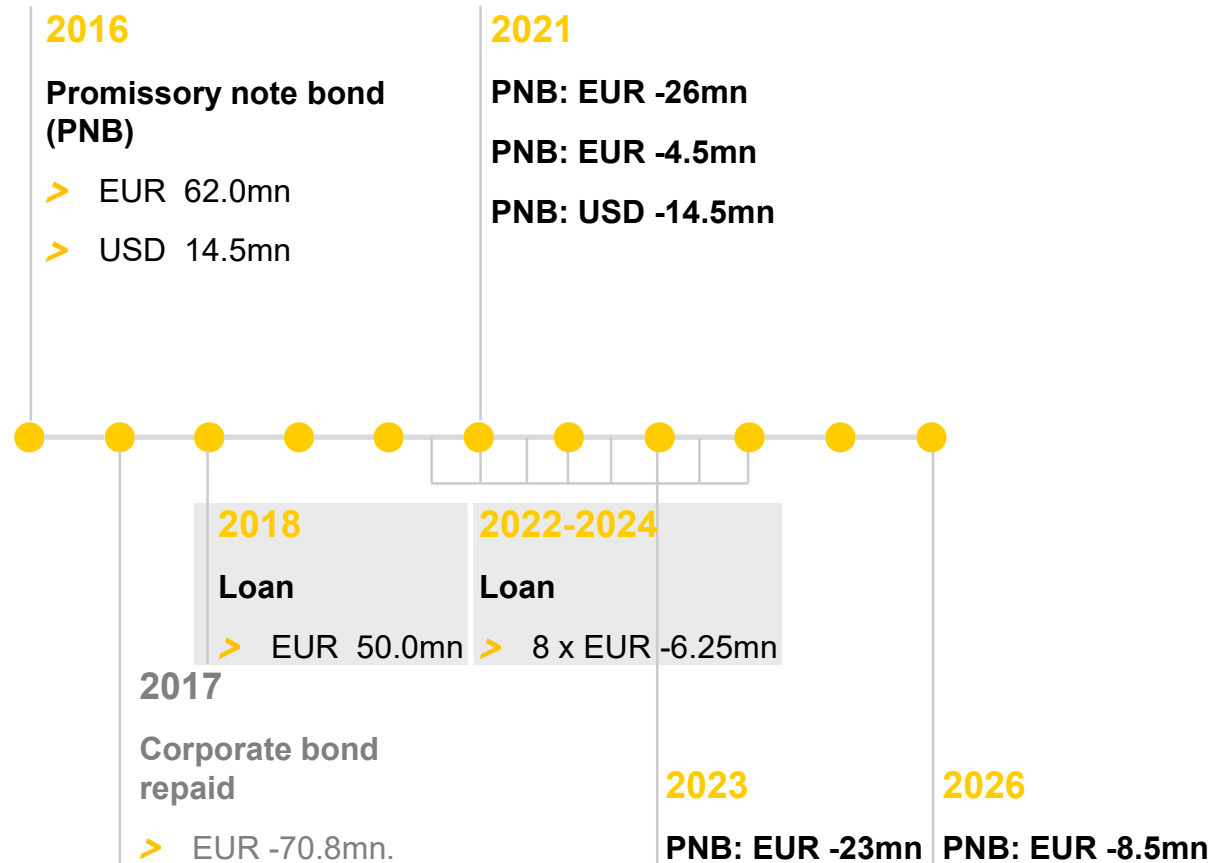 2016
Promissory note bond
(PNB)
> EUR 62.0mn
> USD 14.5mn
2021
PNB: EUR -26mn
PNB: EUR -4.5mn
PNB: USD -14.5mn
2018
Loan
> EUR 50.0mn
2022-2024
Loan
> 8 x EUR -6.25mn
2017
Corporate bond
repaid
> EUR -70.8mn.
2023
PNB: EUR -23mn
2026
PNB: EUR -8.5mn